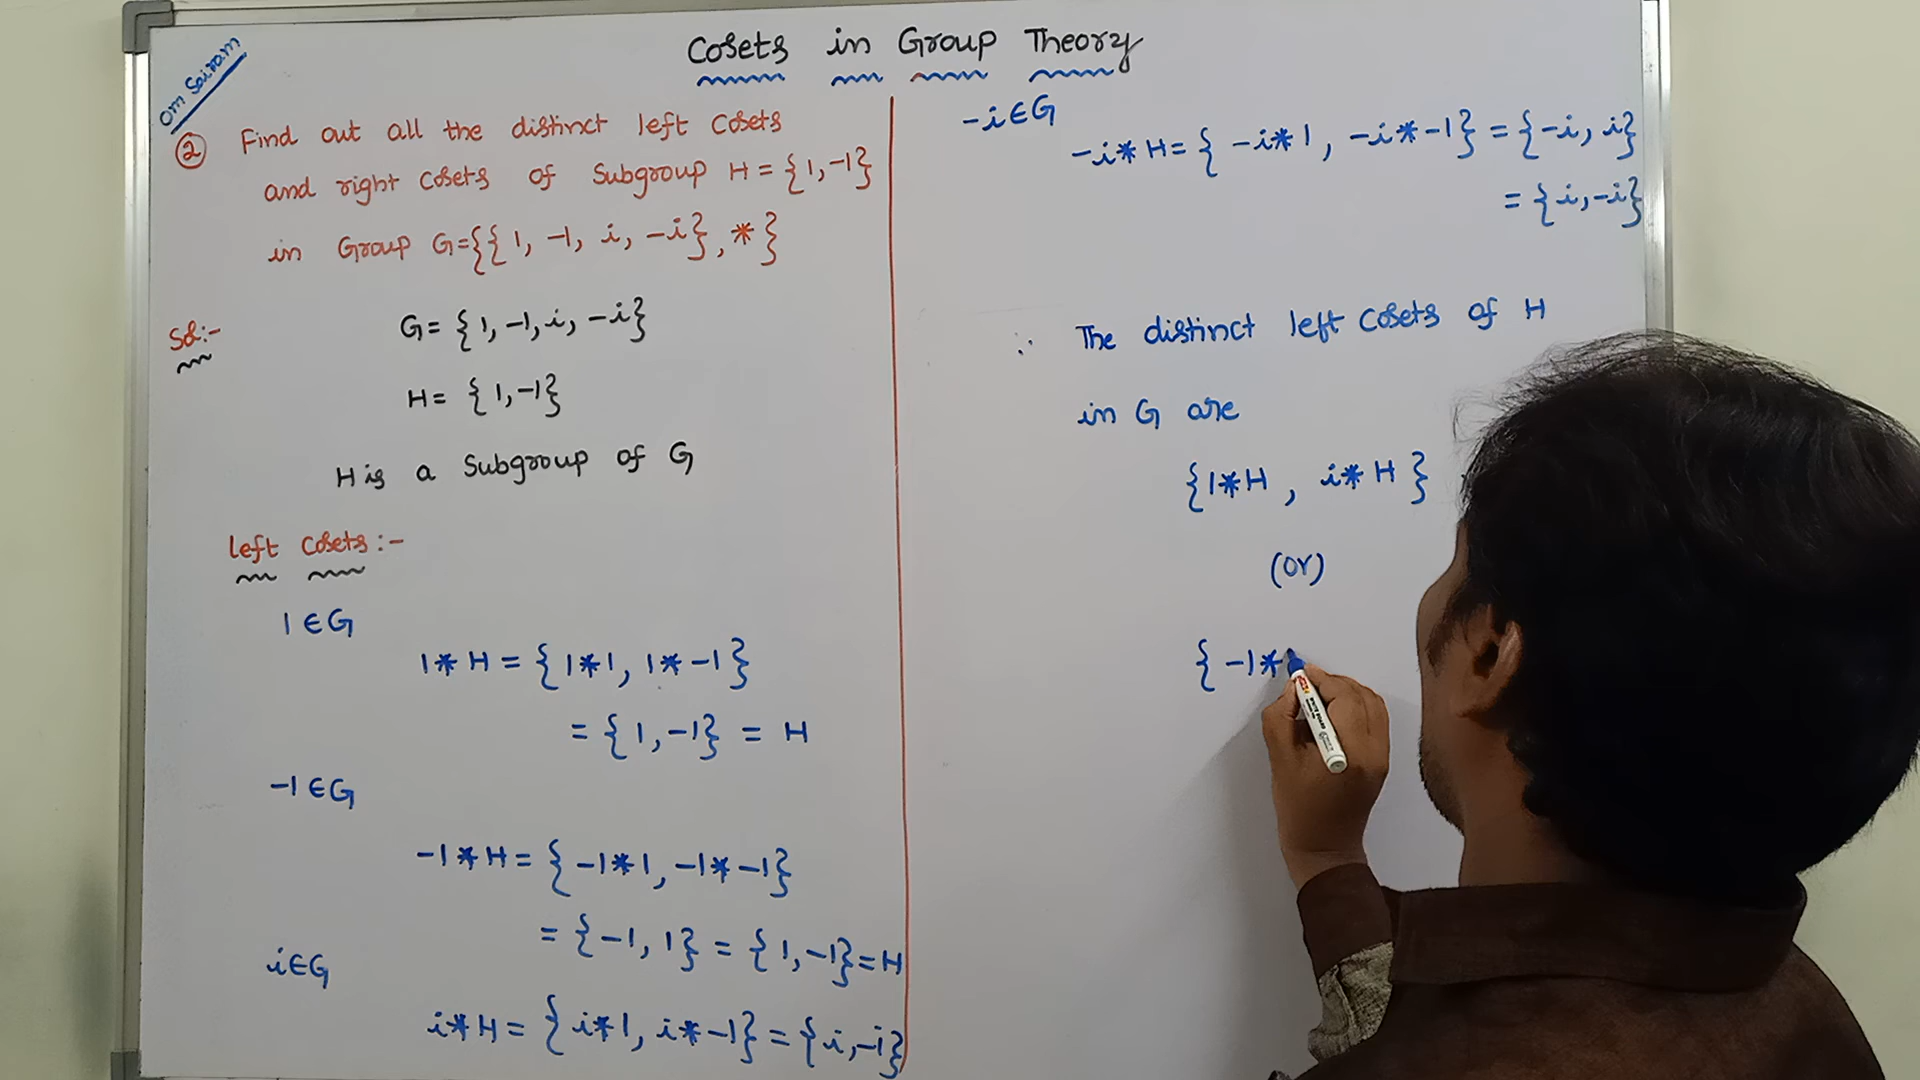 Cosets in Group Theory
Om Sairam
② Find out all the distinct left Cosets
and right Cosets of Subgroup H = {1, -1}
in Group G={{1, -1, i, -i}, *}
Sol:-
G = {1, -1, i, -i}
H = {1, -1}
H is a Subgroup of G
left Cosets:-
1 ∈ G
1 * H = {1*1, 1*-1}
= {1, -1} = H
-1 ∈ G
-1 * H = {-1*1, -1*-1}
= {-1, 1} = {1, -1} = H
i ∈ G
i * H = {i*1, i*-1} = {i, -i}
-i ∈ G
-i * H = {-i*1, -i*-1} = {-i, i}
= {i, -i}
∴ The distinct left Cosets of H
in G are
{1*H, i*H}
(or)
{ -1*